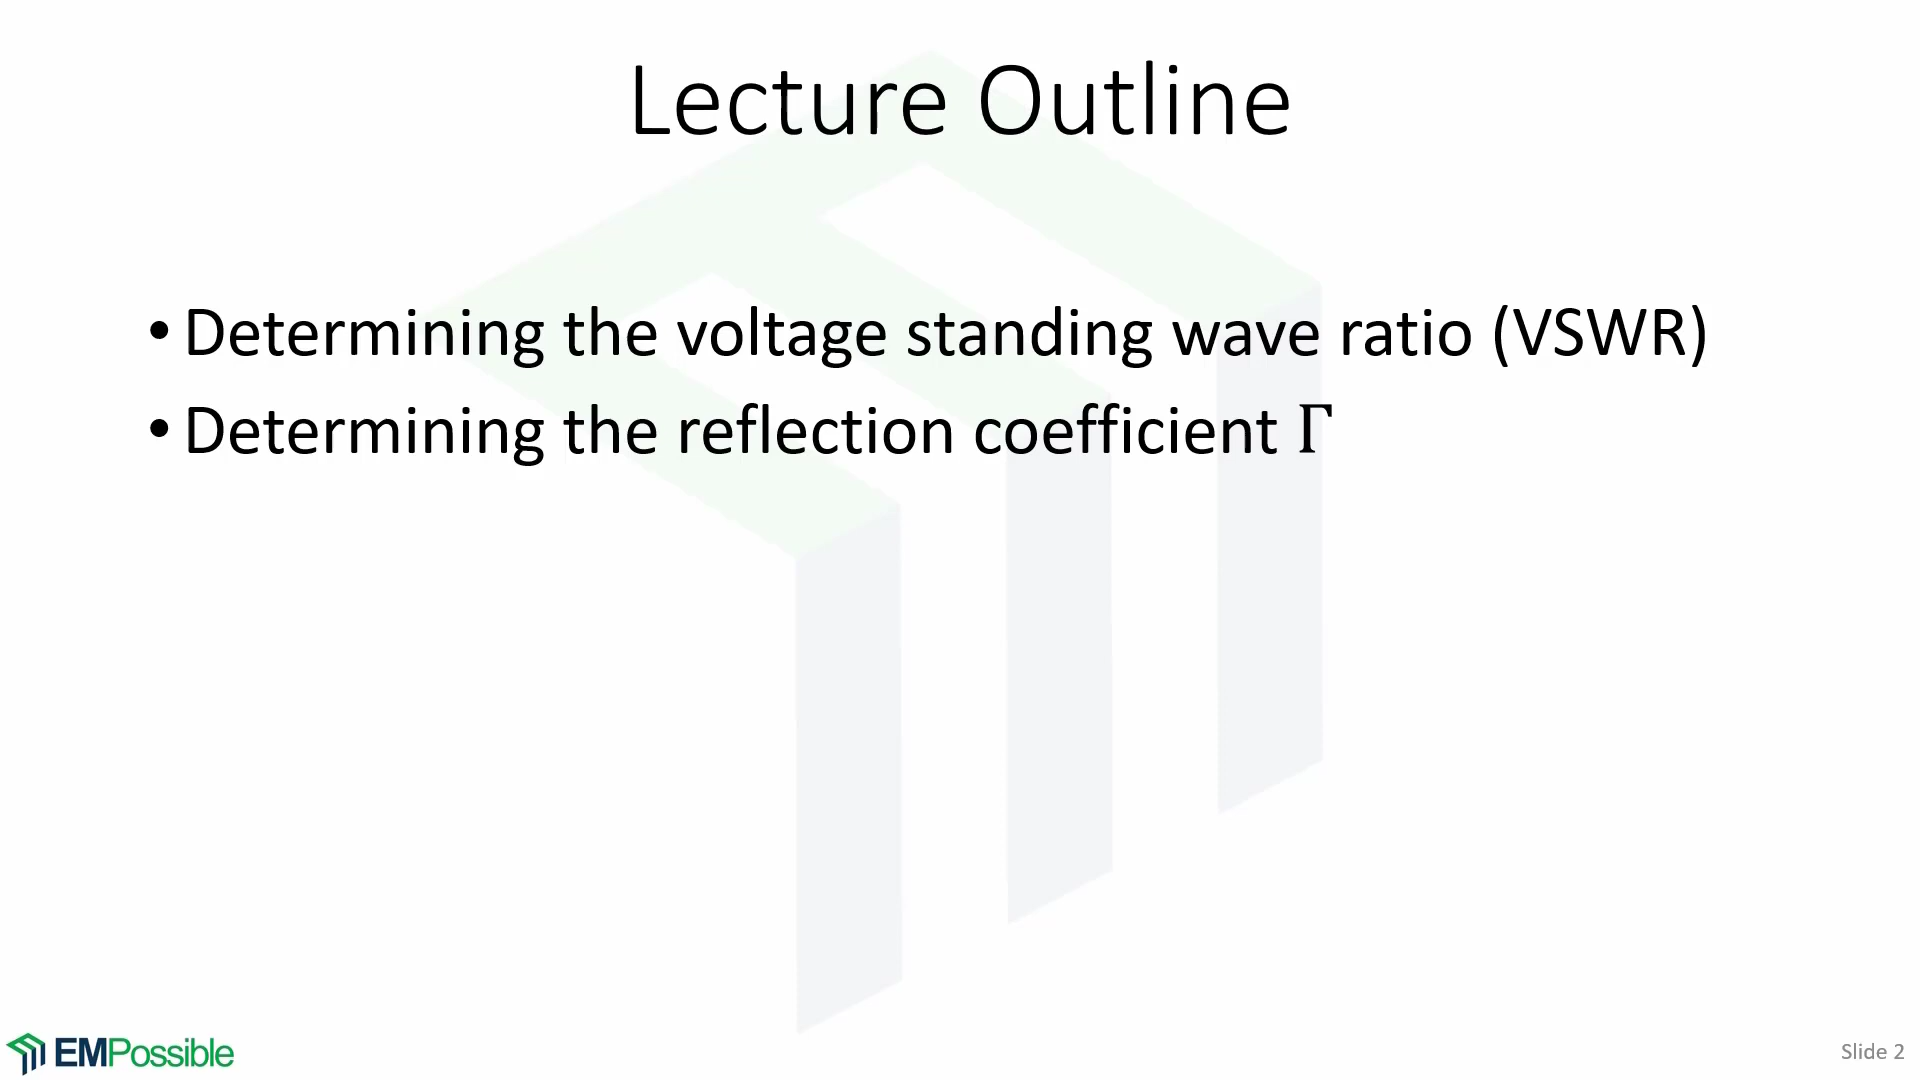 Lecture Outline
• Determining the voltage standing wave ratio (VSWR)
• Determining the reflection coefficient Γ
EMPossible
Slide 2